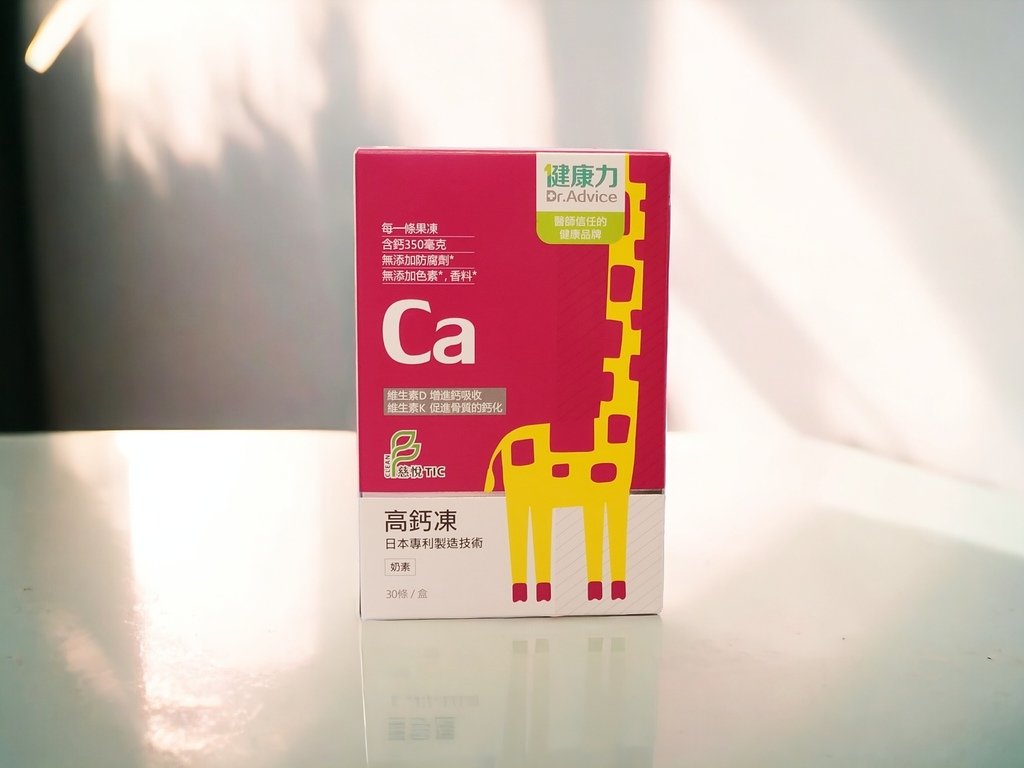 健康力
Dr.Advice
醫師信任的
健康品牌
每一條果凍
含鈣350毫克
無添加防腐劑*
無添加色素*，香料*
Ca
維生素D 增進鈣吸收
維生素K 促進骨質的鈣化
CLEAN
慈悅TIC
高鈣凍
日本專利製造技術
奶素
30條 / 盒